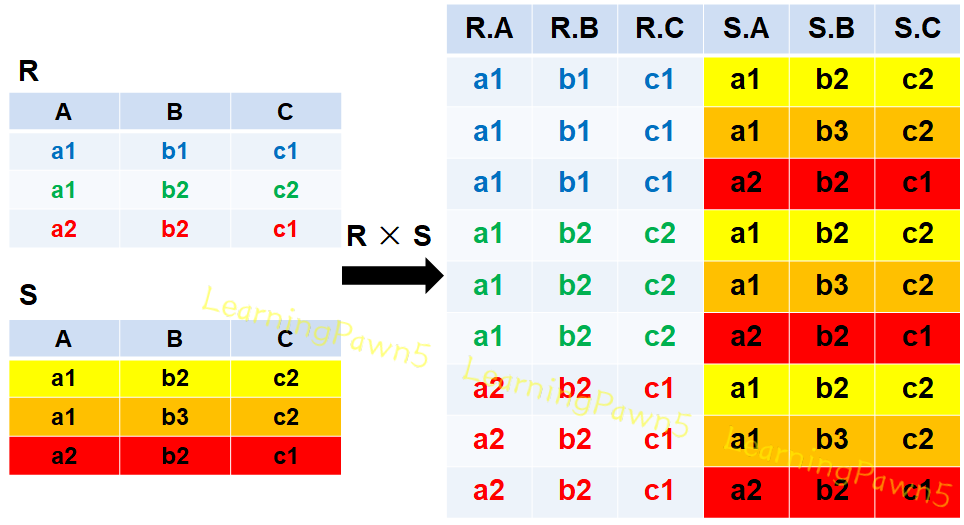 R
A B C
a1 b1 c1
a1 b2 c2
a2 b2 c1
S
A B C
a1 b2 c2
a1 b3 c2
a2 b2 c1
R × S
R.A R.B R.C S.A S.B S.C
a1 b1 c1 a1 b2 c2
a1 b1 c1 a1 b3 c2
a1 b1 c1 a2 b2 c1
a1 b2 c2 a1 b2 c2
a1 b2 c2 a1 b3 c2
a1 b2 c2 a2 b2 c1
a2 b2 c1 a1 b2 c2
a2 b2 c1 a1 b3 c2
a2 b2 c1 a2 b2 c1
LearningPawn5
LearningPawn5
LearningPawn5